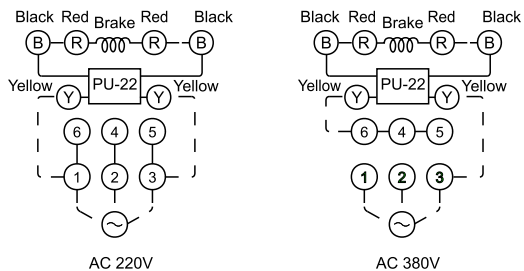 Black Red Brake Red Black
B R R B
PU-22
Yellow Y Y Yellow
6 4 5
1 2 3
AC 220V
Black Red Brake Red Black
B R R B
PU-22
Yellow Y Y Yellow
6 4 5
1 2 3
AC 380V